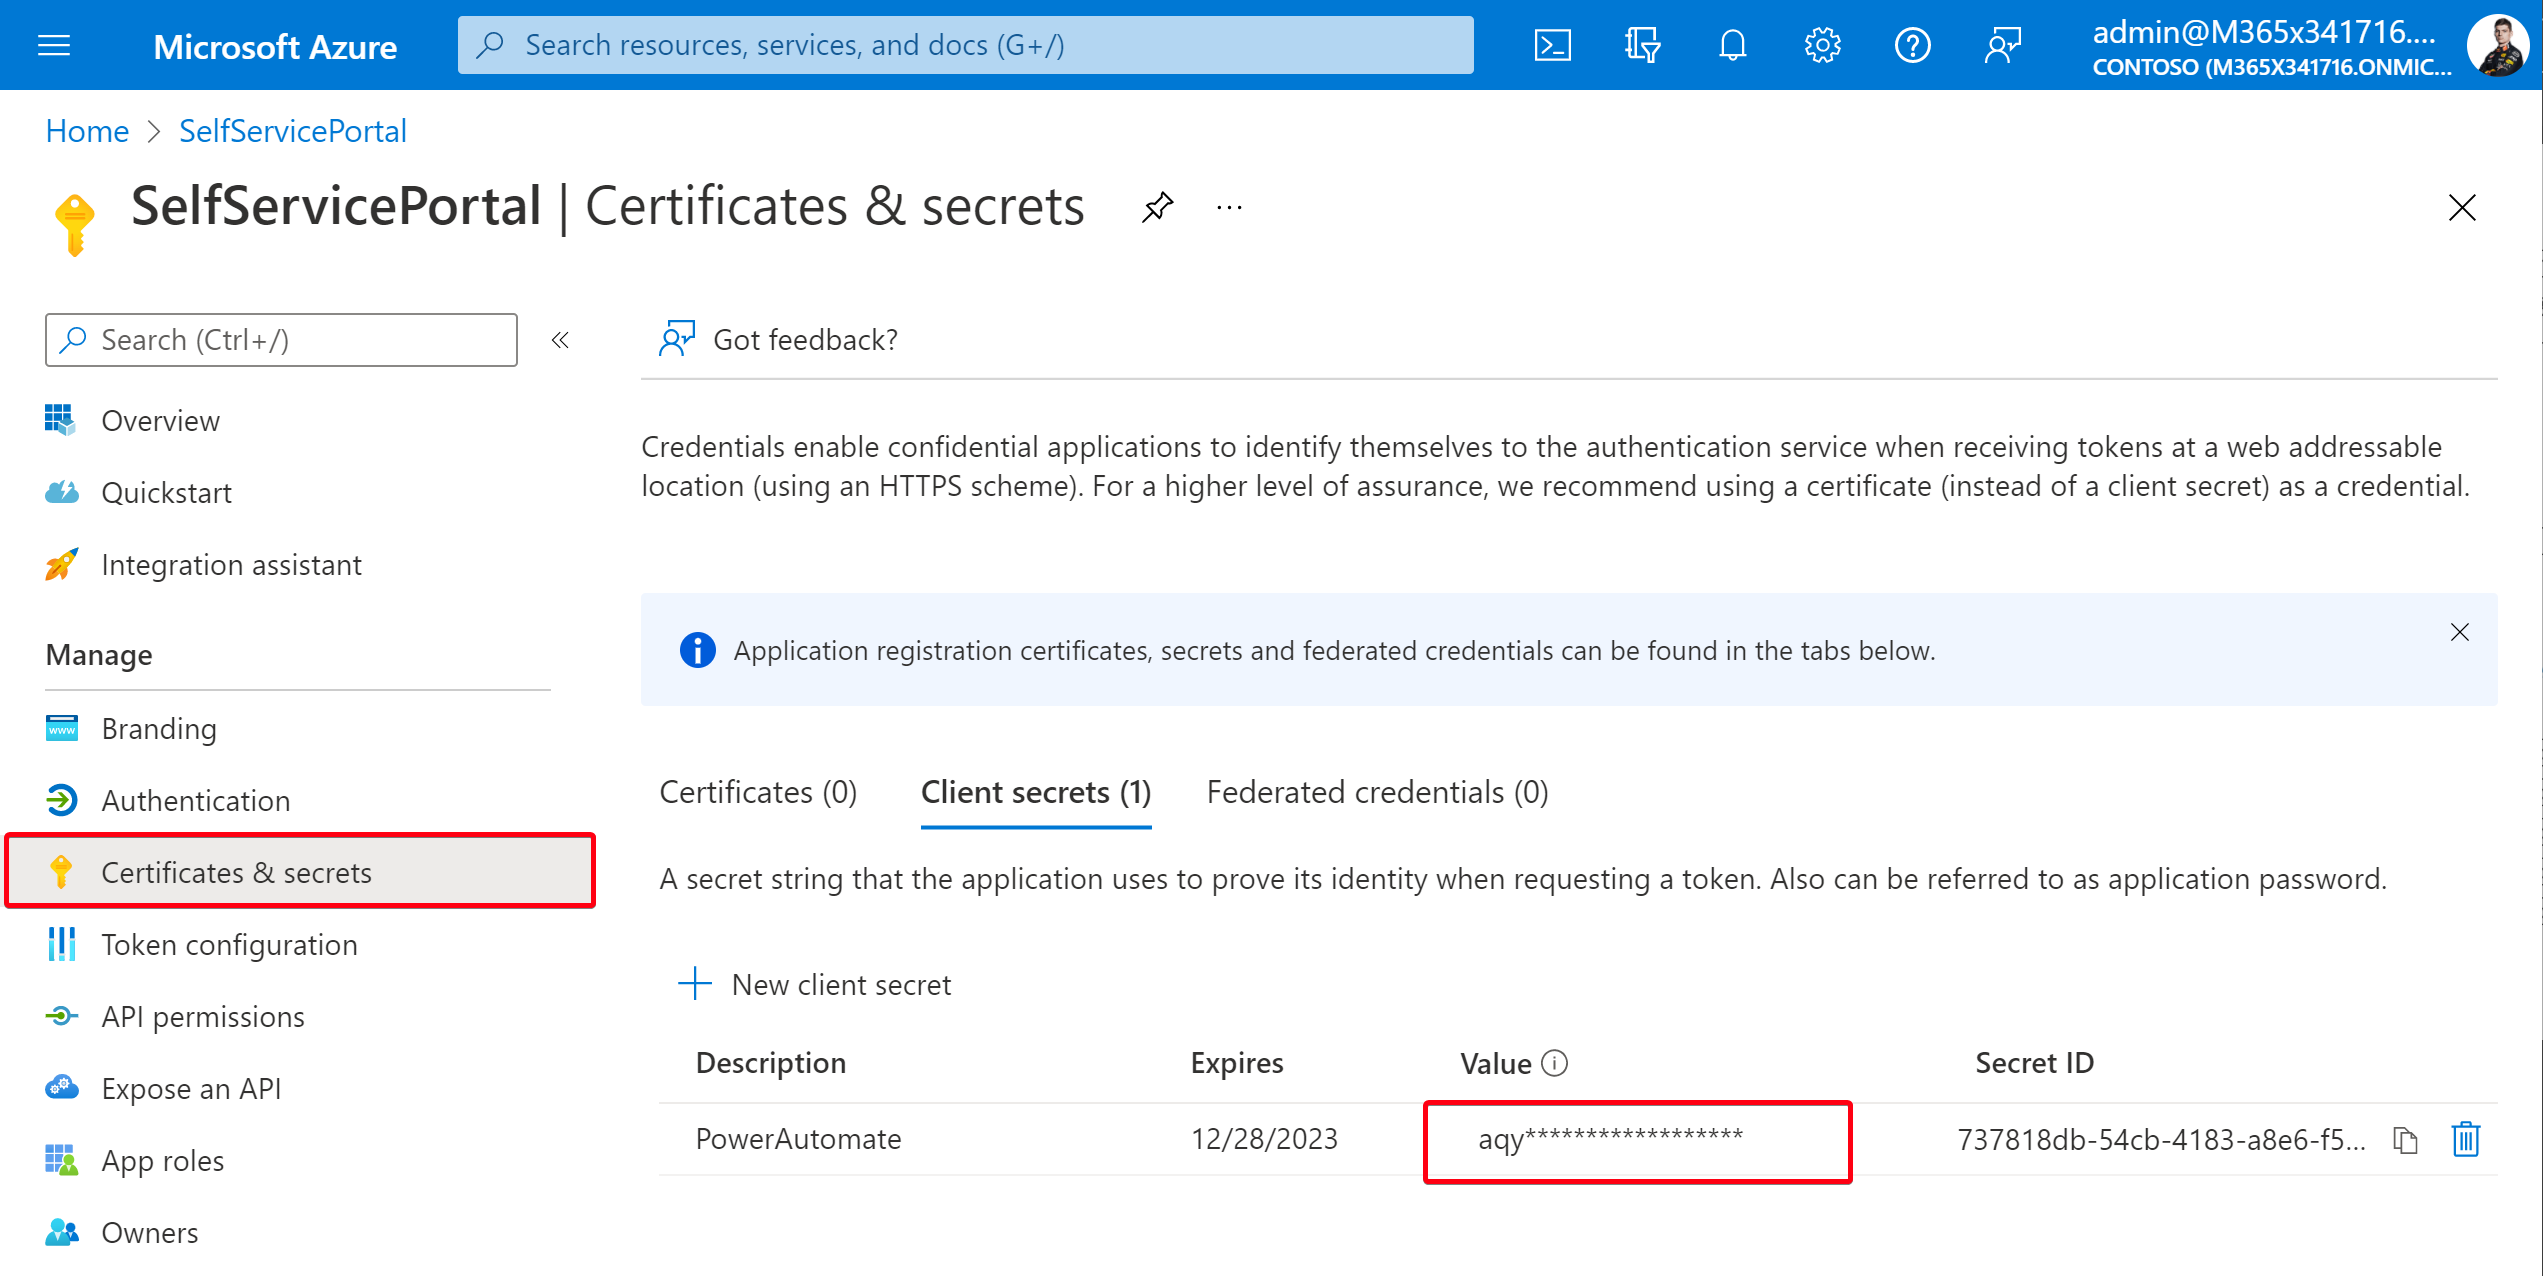 Microsoft Azure
Search resources, services, and docs (G+/)
admin@M365x341716....
CONTOSO (M365X341716.ONMIC...
Home > SelfServicePortal
SelfServicePortal | Certificates & secrets
Search (Ctrl+/)
«
Got feedback?
Overview
Quickstart
Integration assistant
Manage
Branding
Authentication
Certificates & secrets
Token configuration
API permissions
Expose an API
App roles
Owners
Credentials enable confidential applications to identify themselves to the authentication service when receiving tokens at a web addressable
location (using an HTTPS scheme). For a higher level of assurance, we recommend using a certificate (instead of a client secret) as a credential.
Application registration certificates, secrets and federated credentials can be found in the tabs below.
Certificates (0) Client secrets (1) Federated credentials (0)
A secret string that the application uses to prove its identity when requesting a token. Also can be referred to as application password.
New client secret
Description Expires Value Secret ID
PowerAutomate 12/28/2023 aqy****************** 737818db-54cb-4183-a8e6-f5...